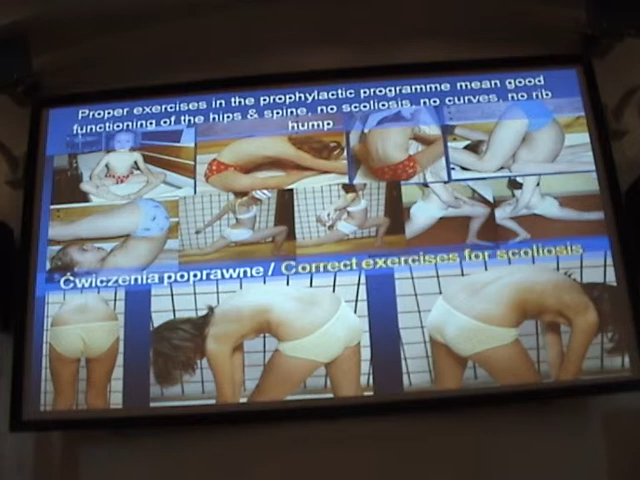 Proper exercises in the prophylactic programme mean good
functioning of the hips & spine, no scoliosis, no curves, no rib
hump
Ćwiczenia poprawne / Correct exercises for scoliosis